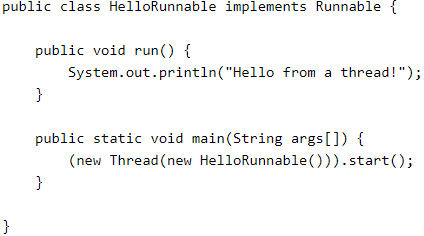 public class HelloRunnable implements Runnable {

    public void run() {
        System.out.println("Hello from a thread!");
    }

    public static void main(String args[]) {
        (new Thread(new HelloRunnable())).start();
    }

}